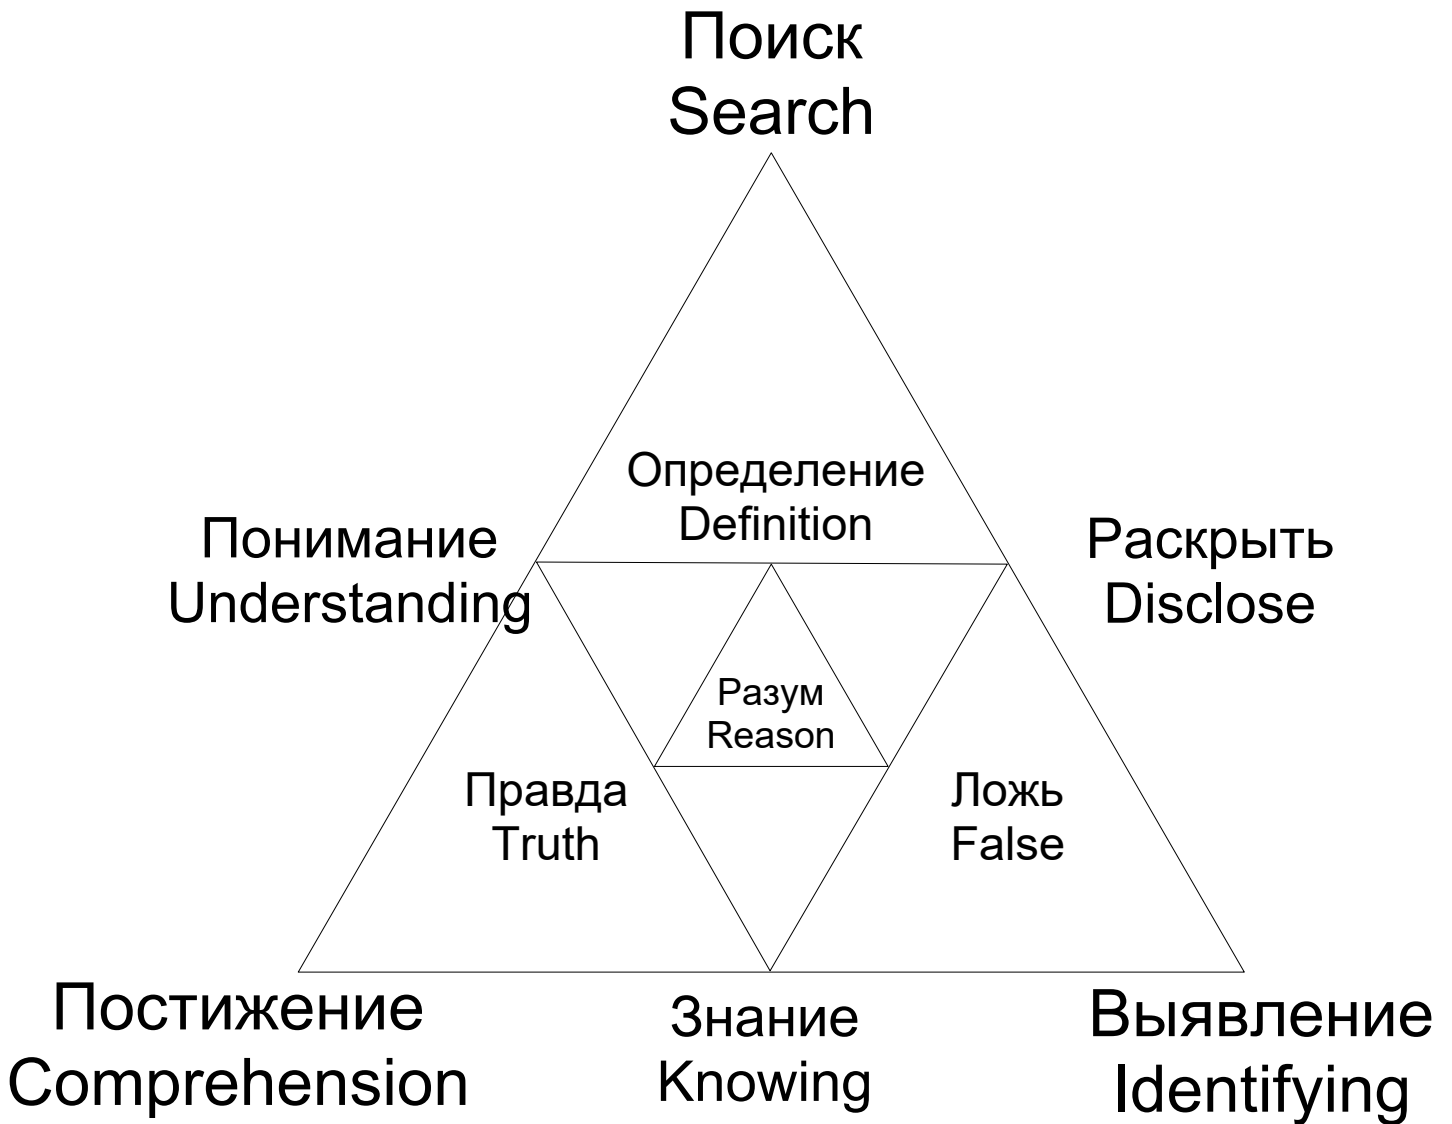 Поиск
Search
Определение
Definition
Понимание
Understanding
Раскрыть
Disclose
Разум
Reason
Правда
Truth
Ложь
False
Постижение
Comprehension
Знание
Knowing
Выявление
Identifying